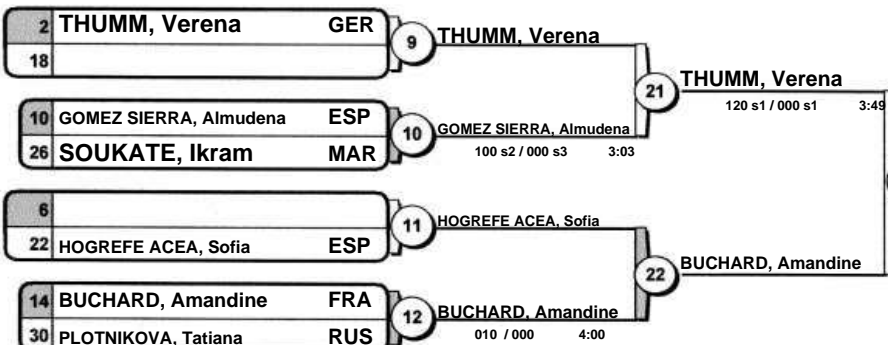 2 THUMM, Verena GER
18
9 THUMM, Verena
10 GOMEZ SIERRA, Almudena ESP
26 SOUKATE, Ikram MAR
10 GOMEZ SIERRA, Almudena
100 s2 / 000 s3 3:03
21 THUMM, Verena
120 s1 / 000 s1 3:49
6
22 HOGREFE ACEA, Sofia ESP
11 HOGREFE ACEA, Sofia
14 BUCHARD, Amandine FRA
30 PLOTNIKOVA, Tatiana RUS
12 BUCHARD, Amandine
010 / 000 4:00
22 BUCHARD, Amandine